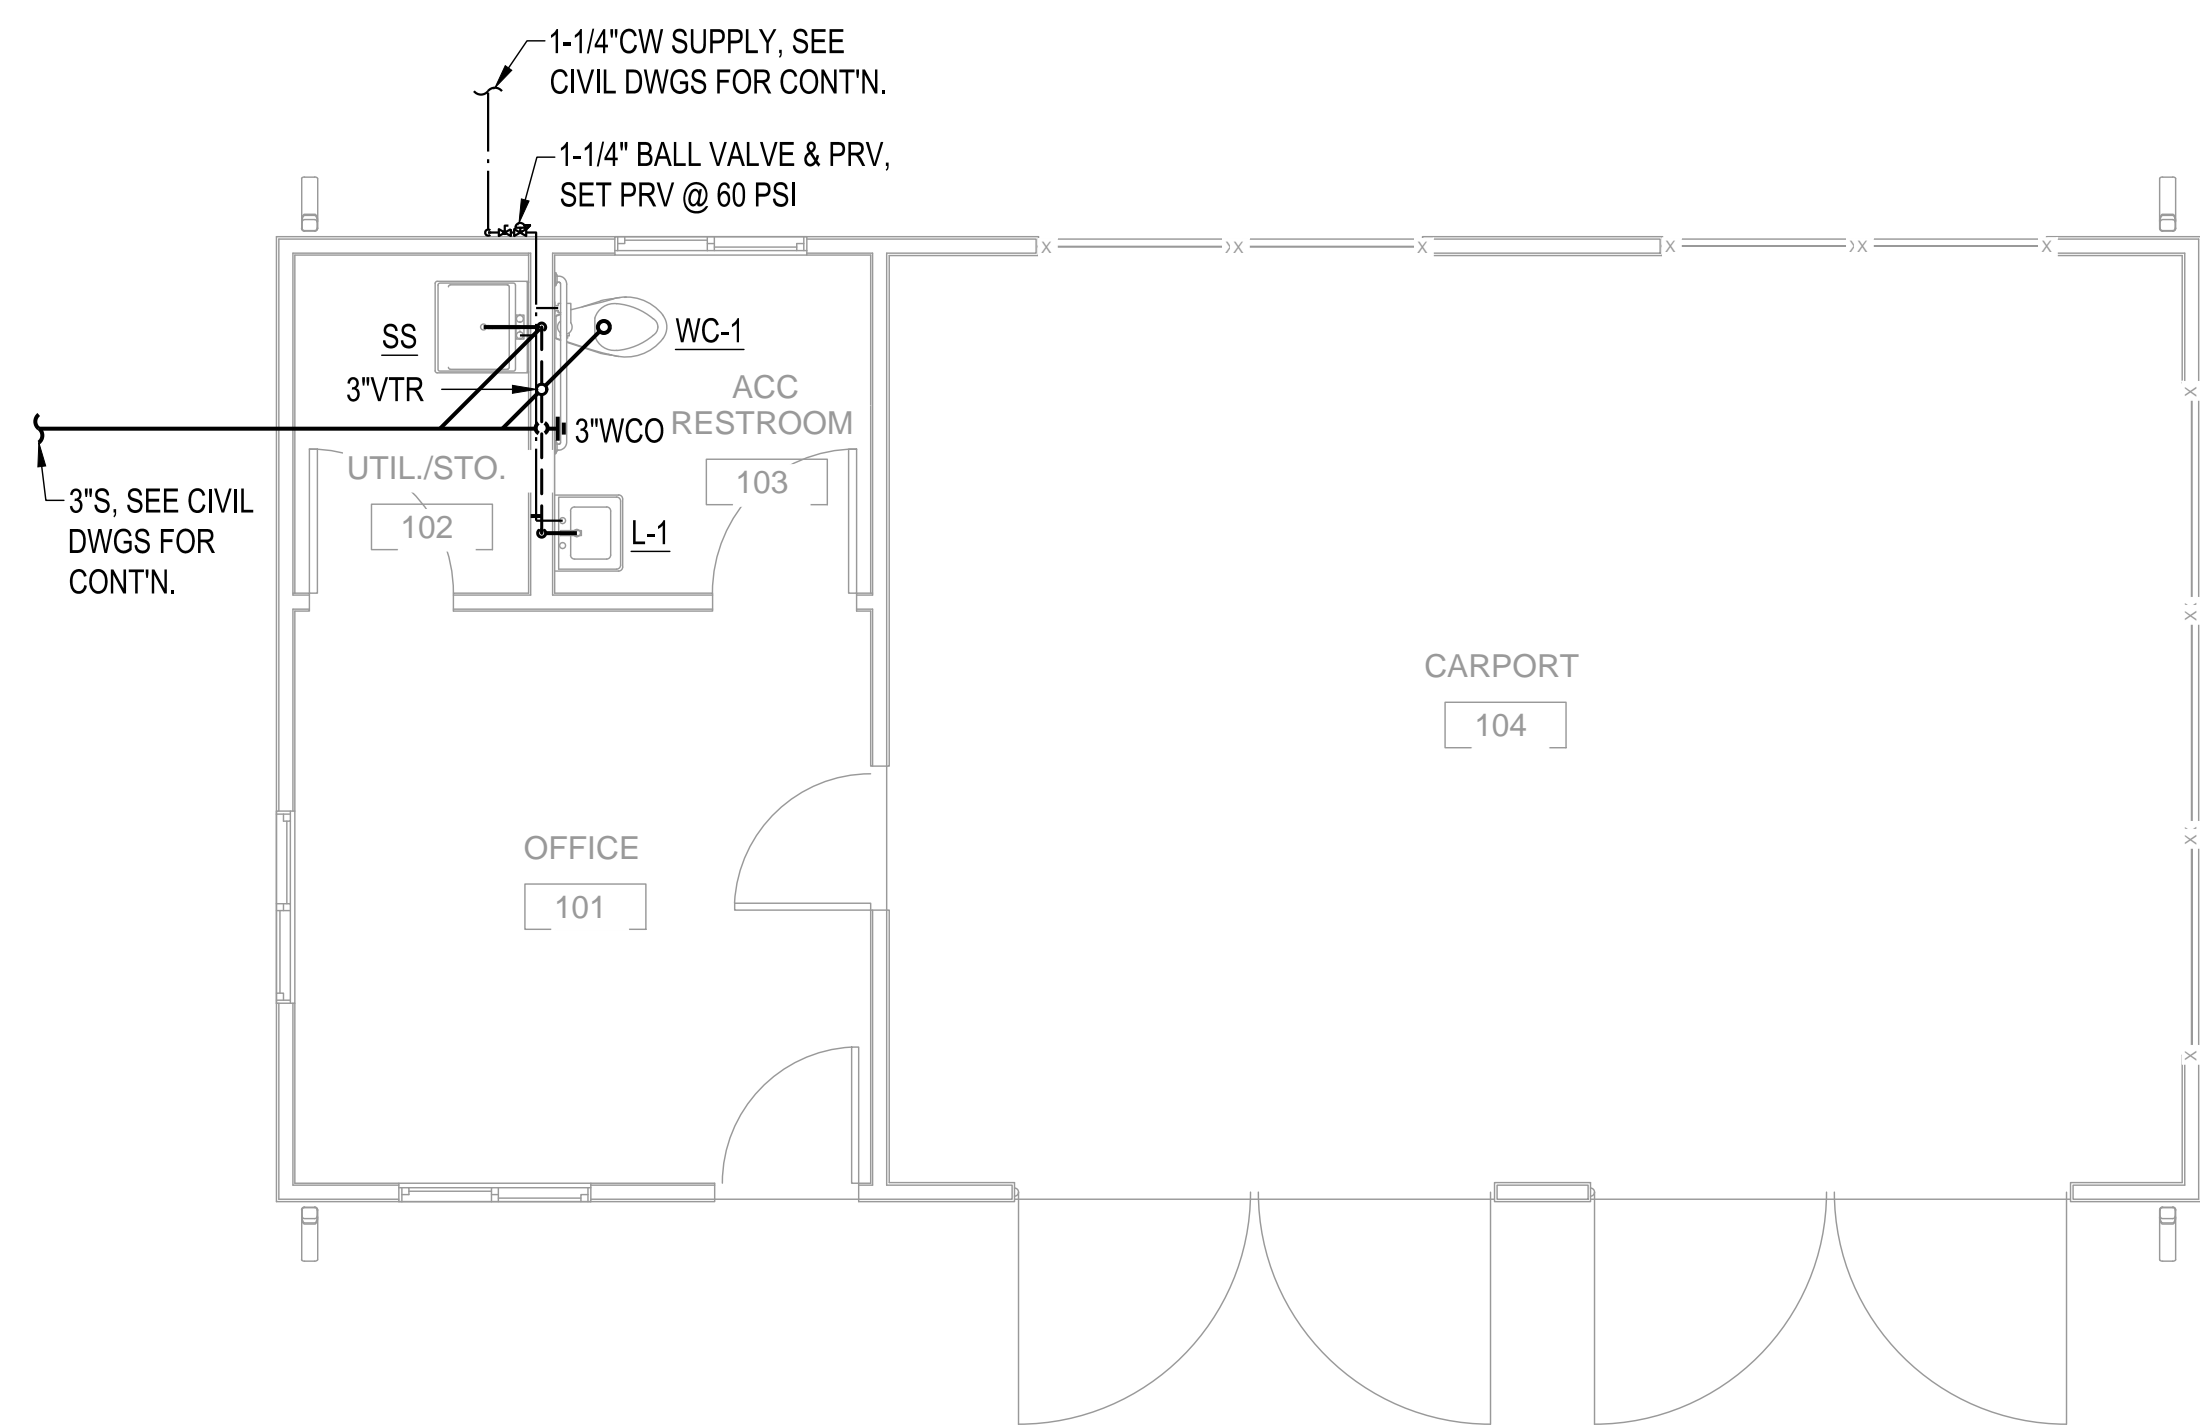 1-1/4"CW SUPPLY, SEE
CIVIL DWGS FOR CONT'N.
1-1/4" BALL VALVE & PRV,
SET PRV @ 60 PSI
SS
WC-1
3"VTR
ACC
RESTROOM
103
3"WCO
UTIL./STO.
102
3"S, SEE CIVIL
DWGS FOR
CONT'N.
L-1
CARPORT
104
OFFICE
101